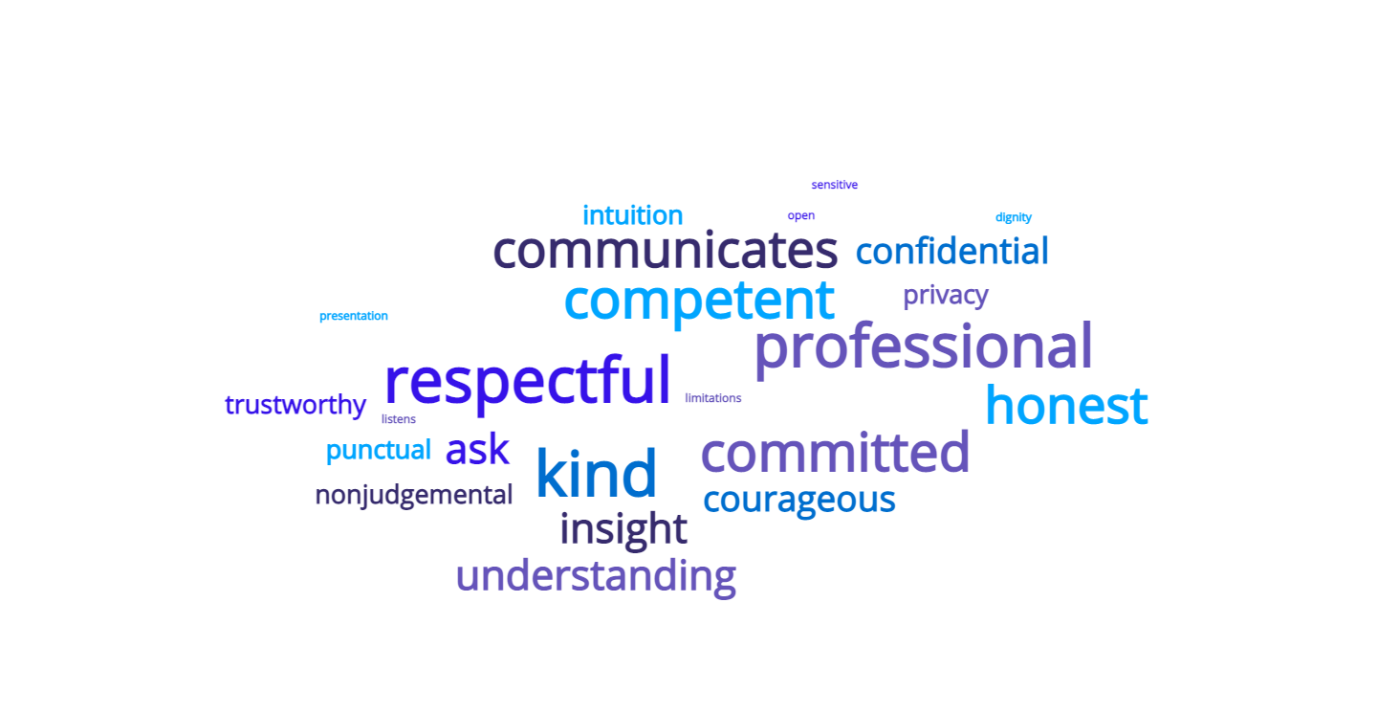 sensitive
intuition
open
dignity
communicates
confidential
competent
privacy
presentation
professional
respectful
limitations
trustworthy
honest
listens
punctual
ask
committed
kind
nonjudgemental
courageous
insight
understanding